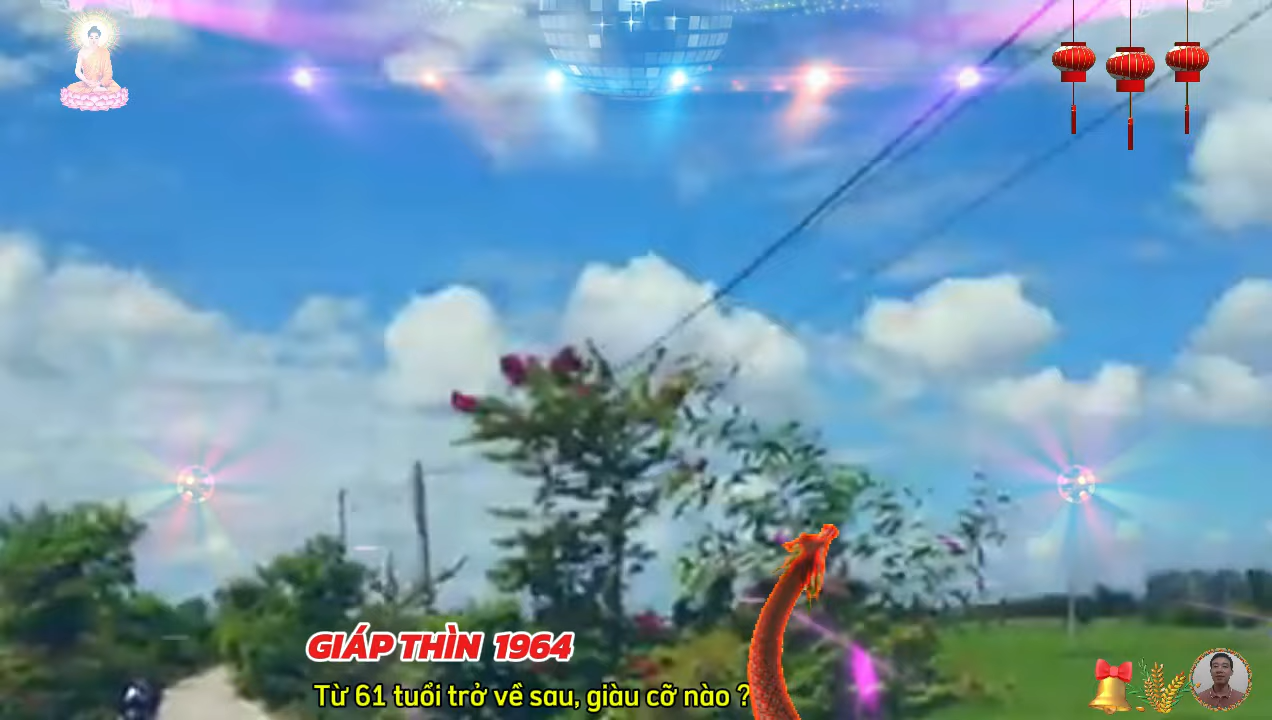 GIÁP THÌN 1964
Từ 61 tuổi trở về sau, giàu cỡ nào ?